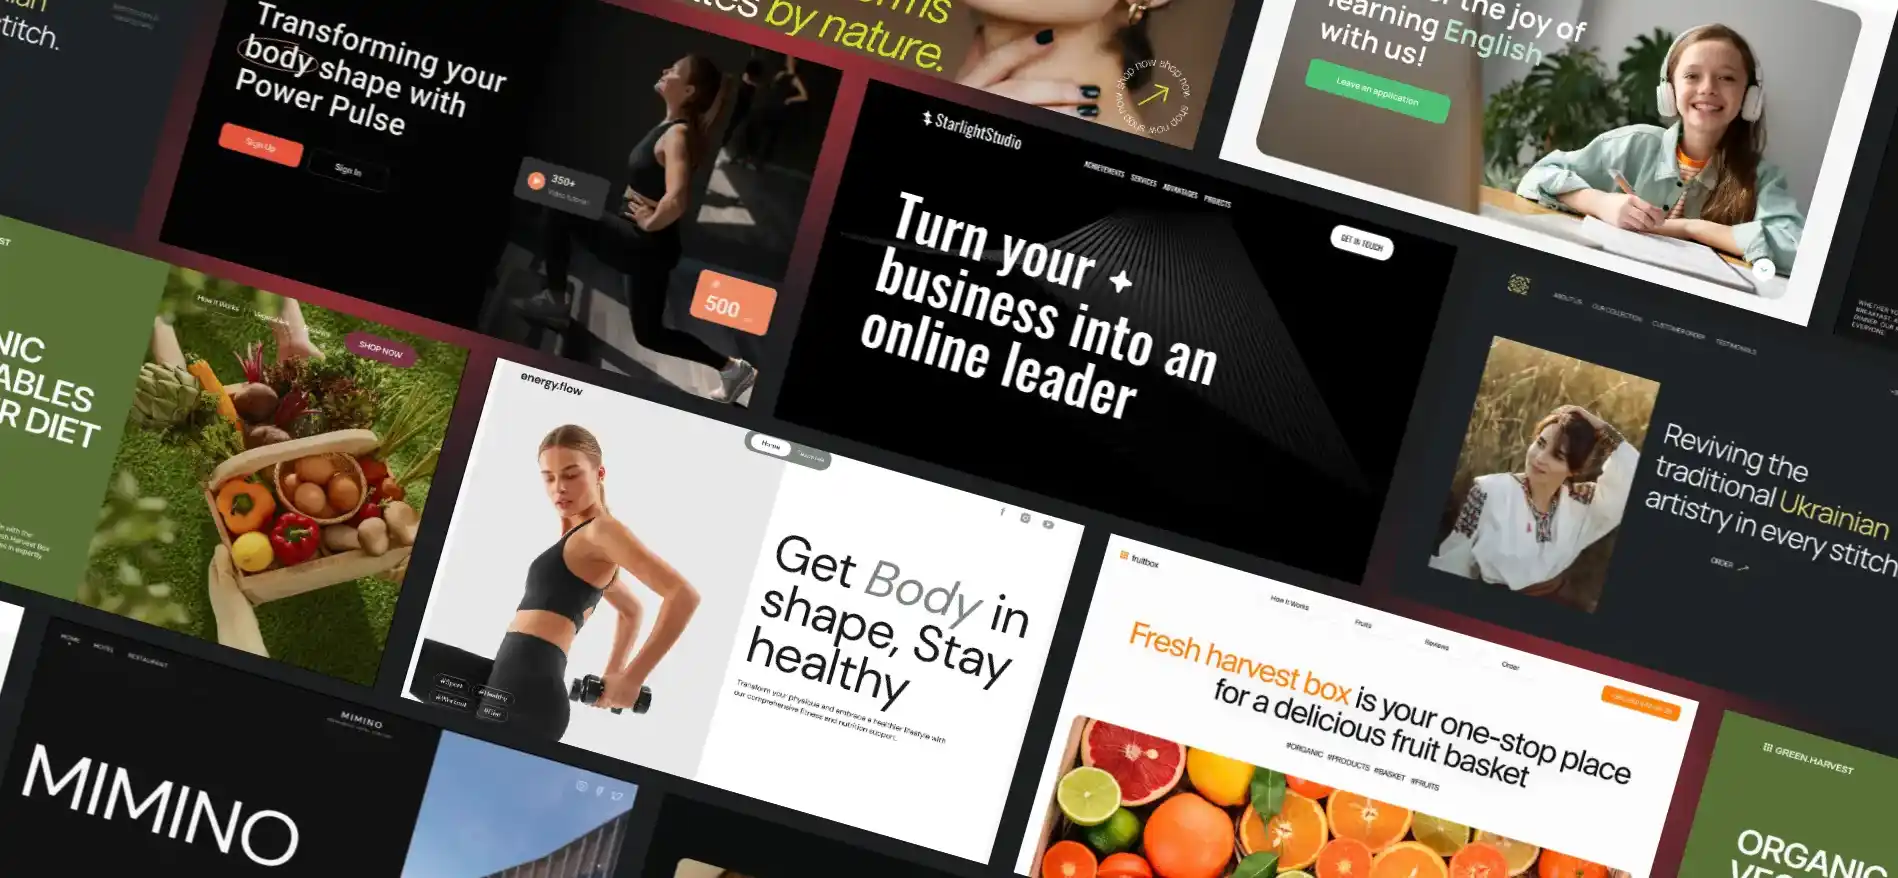 titch.
Transforming your
body shape with
Power Pulse
Sign Up
Sign In
350+
500
by nature.
shop now shop now shop now shop now
the joy of
learning English
with us!
Leave an application
StarlightStudio
ACHIEVEMENTS SERVICES ADVANTAGES PROJECTS
GET IN TOUCH
Turn your
business into an
online leader
ABOUT US OUR COLLECTION CUSTOMER ORDER TESTIMONIALS
Reviving the
traditional Ukrainian
artistry in every stitch
ORDER
How It Works Vegetables Reviews
SHOP NOW
R DIET
energy.flow
Home
Get Body in
shape, Stay
healthy
Transform your physique and embrace a healthier lifestyle with
our comprehensive fitness and nutrition support.
#Sport #Healthy
#Workout #Diet
fruitbox
How It Works Fruits Reviews Order
Fresh harvest box is your one-stop place
for a delicious fruit basket
#ORGANIC #PRODUCTS #BASKET #FRUITS
HOME HOTEL RESTAURANT
MIMINO
MIMINO
GREEN.HARVEST
ORGANIC